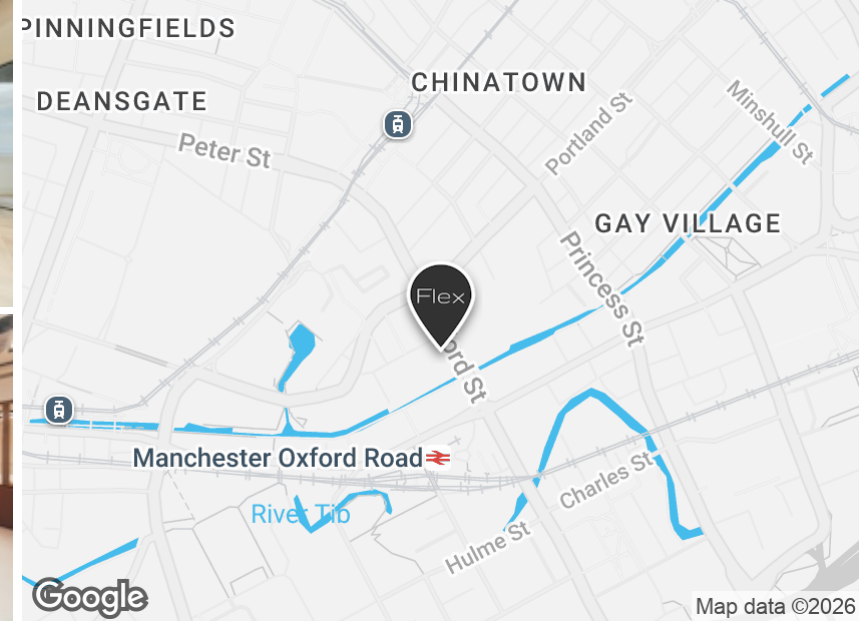 PINNINGFIELDS
CHINATOWN
DEANSGATE
Minshull St
Portland St
Peter St
GAY VILLAGE
Princess St
Flex
ord St
Manchester Oxford Road
Charles St
River Tib
Hulme St
Google
Map data ©2026